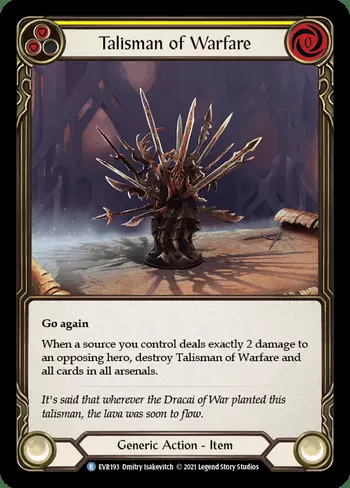 Talisman of Warfare
0
Go again
When a source you control deals exactly 2 damage to
an opposing hero, destroy Talisman of Warfare and
all cards in all arsenals.
It's said that wherever the Dracai of War planted this
talisman, the lava was soon to flow.
Generic Action - Item
R EVR193 Dmitry Isakevitch © 2021 Legend Story Studios